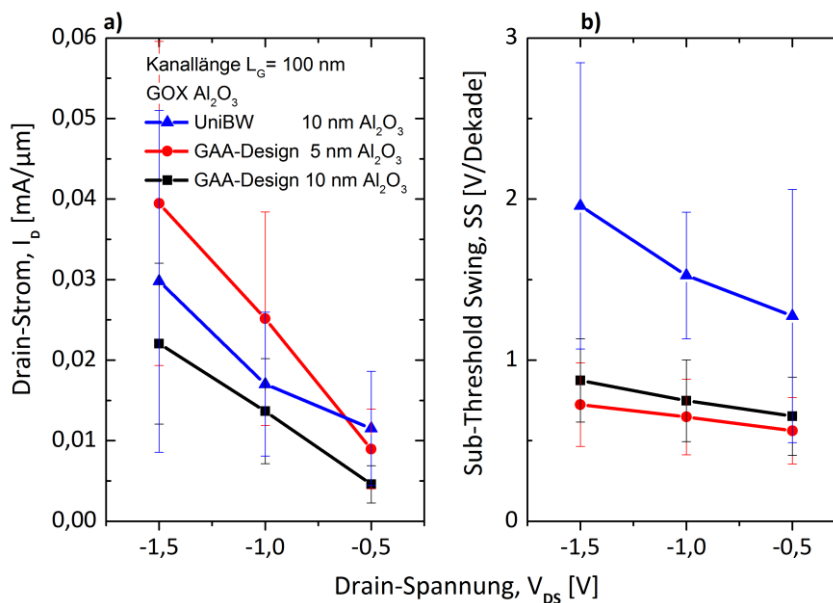 a)
0,06
0,05
0,04
0,03
0,02
0,01
0,00
Drain-Strom, I_D [mA/µm]
Kanallänge L_G= 100 nm
GOX Al₂O₃
UniBW 10 nm Al₂O₃
GAA-Design 5 nm Al₂O₃
GAA-Design 10 nm Al₂O₃
-1,5 -1,0 -0,5
b)
3
2
1
0
Sub-Threshold Swing, SS [V/Dekade]
-1,5 -1,0 -0,5
Drain-Spannung, V_DS [V]